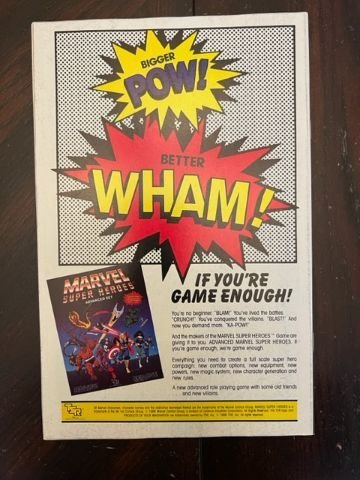 BIGGER
POW!
BETTER
WHAM!
MARVEL
SUPER HEROES
ADVANCED SET
IF YOU'RE
GAME ENOUGH!
You're no beginner. "BLAM!" You've lived the battles.
"CRUNCH!" You've conquered the villains. "BLAST!" And
now you demand more. "KA-POW!"
And the makers of the MARVEL SUPER HEROES™ Game are
giving it to you: ADVANCED MARVEL SUPER HEROES. If
you're game enough, we're game enough.
Everything you need to create a full scale super hero
campaign: new combat options, new equipment, new
powers, new magic system, new character generation and
new rules.
A new advanced role playing game with some old friends
and new villains.
TSR